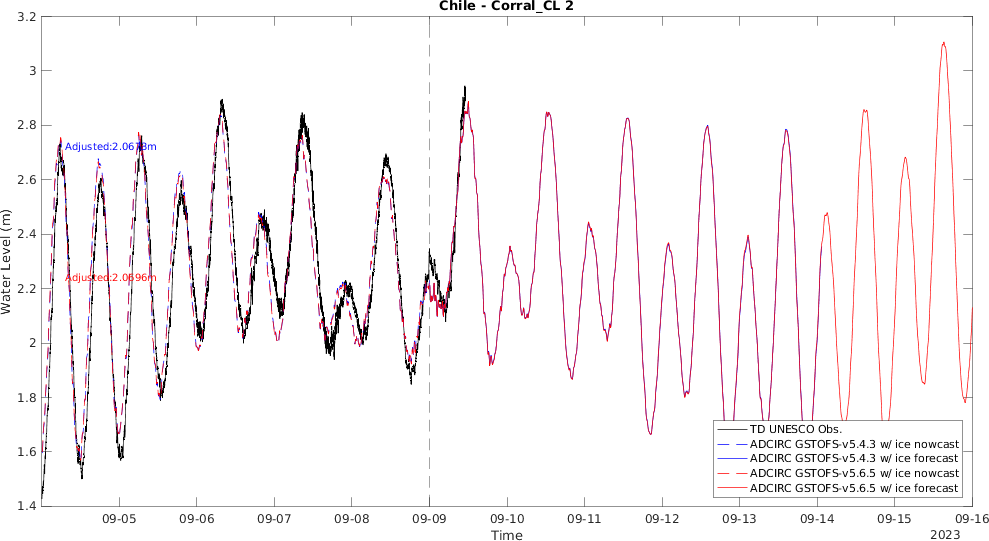 Chile - Corral_CL 2
3.2
3
2.8
2.6
2.4
2.2
2
1.8
1.6
1.4
Water Level (m)
Adjusted:2.0673m
Adjusted:2.0696m
TD UNESCO Obs.
ADCIRC GSTOFS-v5.4.3 w/ ice nowcast
ADCIRC GSTOFS-v5.4.3 w/ ice forecast
ADCIRC GSTOFS-v5.6.5 w/ ice nowcast
ADCIRC GSTOFS-v5.6.5 w/ ice forecast
09-05 09-06 09-07 09-08 09-09 09-10 09-11 09-12 09-13 09-14 09-15 09-16
Time
2023